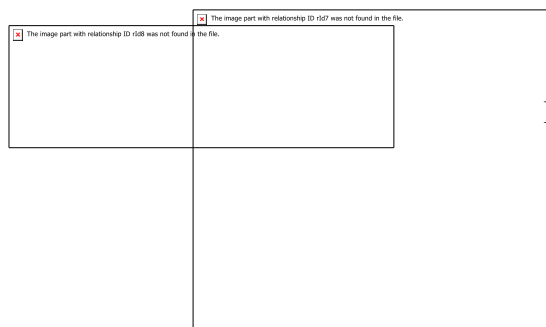 The image part with relationship ID rId7 was not found in the file.
The image part with relationship ID rId8 was not found in the file.